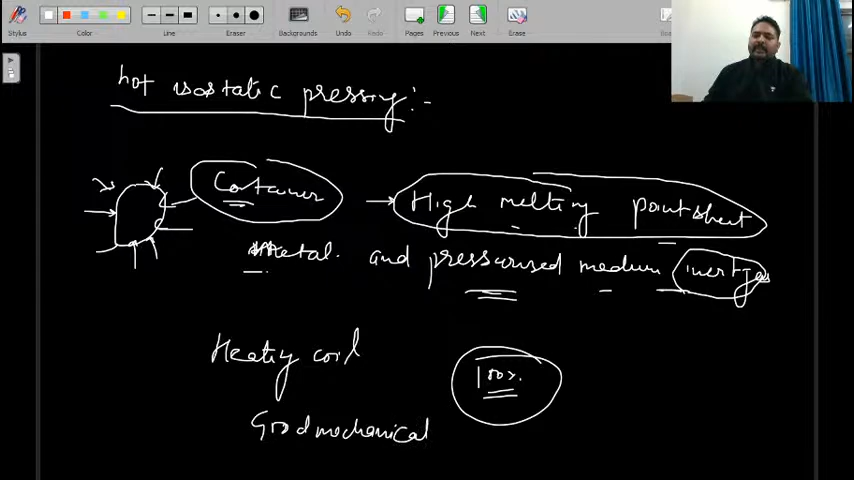 Stylus
Color
Line
Eraser
Backgrounds
Undo
Redo
Pages
Previous
Next
Erase
hot isostatic pressing :-
Container → High melting point sheet
metal. and pressurised medium inert gas
Heating coil
100%.
Good mechanical